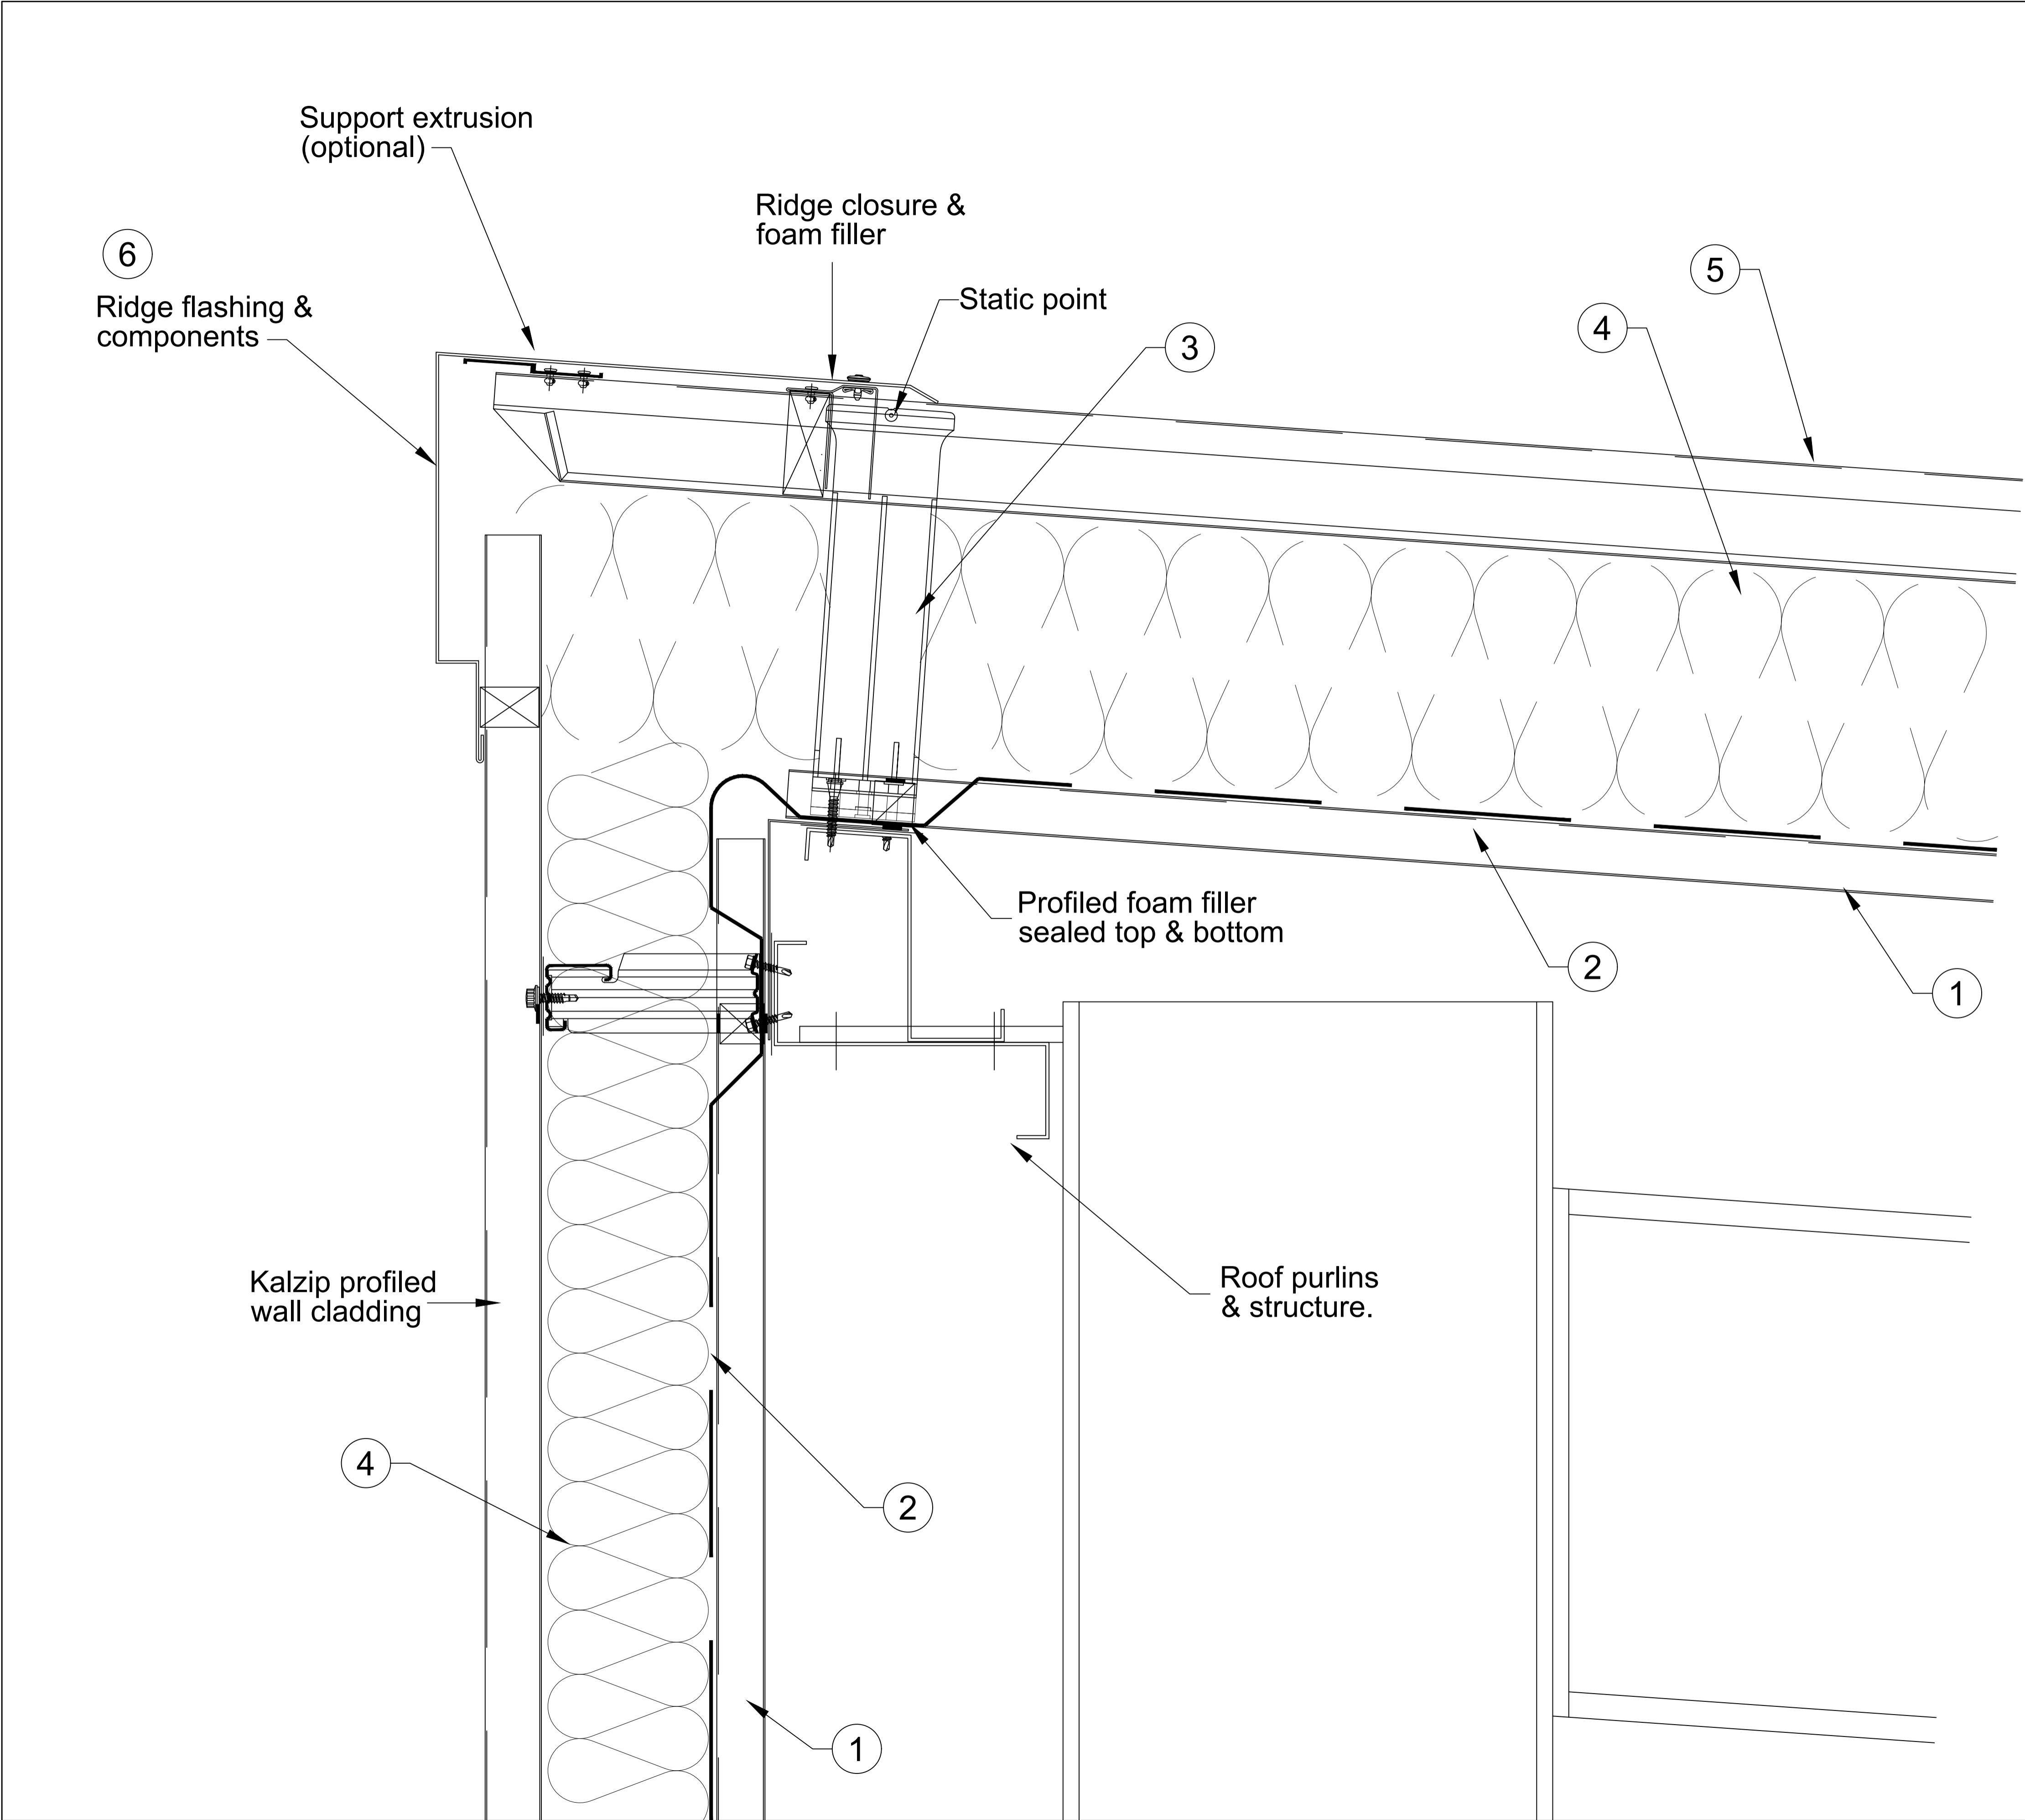 Support extrusion
(optional)
Ridge closure &
foam filler
6
Ridge flashing &
components
Static point
5
4
3
Profiled foam filler
sealed top & bottom
2
1
Kalzip profiled
wall cladding
Roof purlins
& structure.
4
2
1